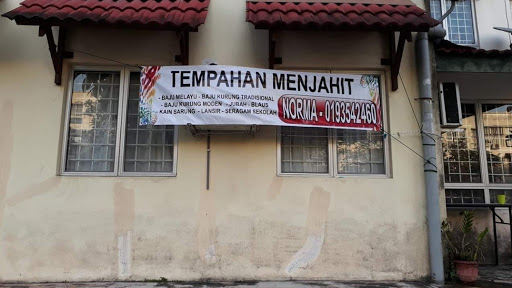 TEMPAHAN MENJAHIT
- BAJU MELAYU - BAJU KURUNG TRADISIONAL
- BAJU KURUNG MODEN - JUBAH - BLAUS
- KAIN SARUNG - LANSIR - SERAGAM SEKOLAH
NORMA - 0193542460